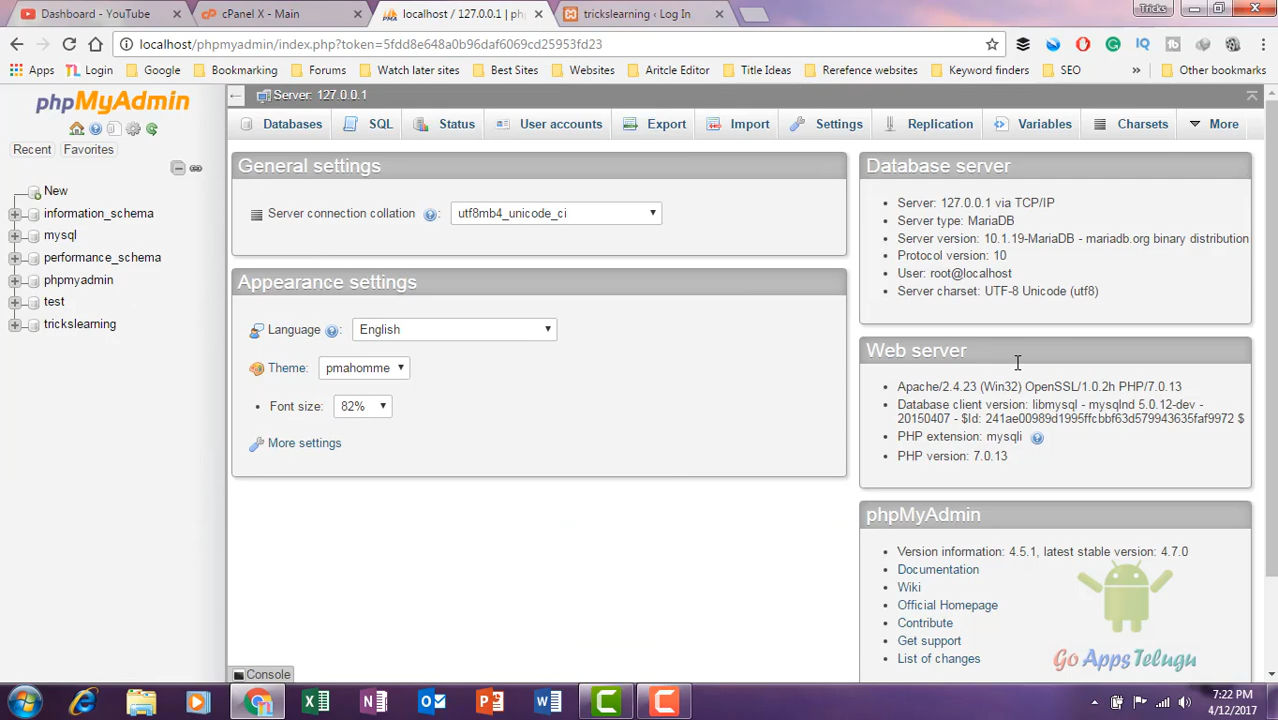 Dashboard - YouTube
cPanel X - Main
localhost / 127.0.0.1 | ph
trickslearning ‹ Log In
Tricks
localhost/phpmyadmin/index.php?token=5fdd6e648a0b96daf6069cd25953fd23
Apps
TL Login
Google
Bookmarking
Forums
Watch later sites
Best Sites
Websites
Aritcle Editor
Title Ideas
Rerefence websites
Keyword finders
SEO
»
Other bookmarks
phpMyAdmin
Recent
Favorites
New
information_schema
mysql
performance_schema
phpmyadmin
test
trickslearning
Server: 127.0.0.1
Databases
SQL
Status
User accounts
Export
Import
Settings
Replication
Variables
Charsets
More
General settings
Server connection collation : utf8mb4_unicode_ci
Appearance settings
Language : English
Theme: pmahomme
• Font size: 82%
More settings
Database server
• Server: 127.0.0.1 via TCP/IP
• Server type: MariaDB
• Server version: 10.1.19-MariaDB - mariadb.org binary distribution
• Protocol version: 10
• User: root@localhost
• Server charset: UTF-8 Unicode (utf8)
Web server
• Apache/2.4.23 (Win32) OpenSSL/1.0.2h PHP/7.0.13
• Database client version: libmysql - mysqlnd 5.0.12-dev -
20150407 - $Id: 241ae00989d1995ffcbbf63d579943635faf9972 $
• PHP extension: mysqli
• PHP version: 7.0.13
phpMyAdmin
• Version information: 4.5.1, latest stable version: 4.7.0
• Documentation
• Wiki
• Official Homepage
• Contribute
• Get support
• List of changes
Go AppsTelugu
Console
7:22 PM
4/12/2017